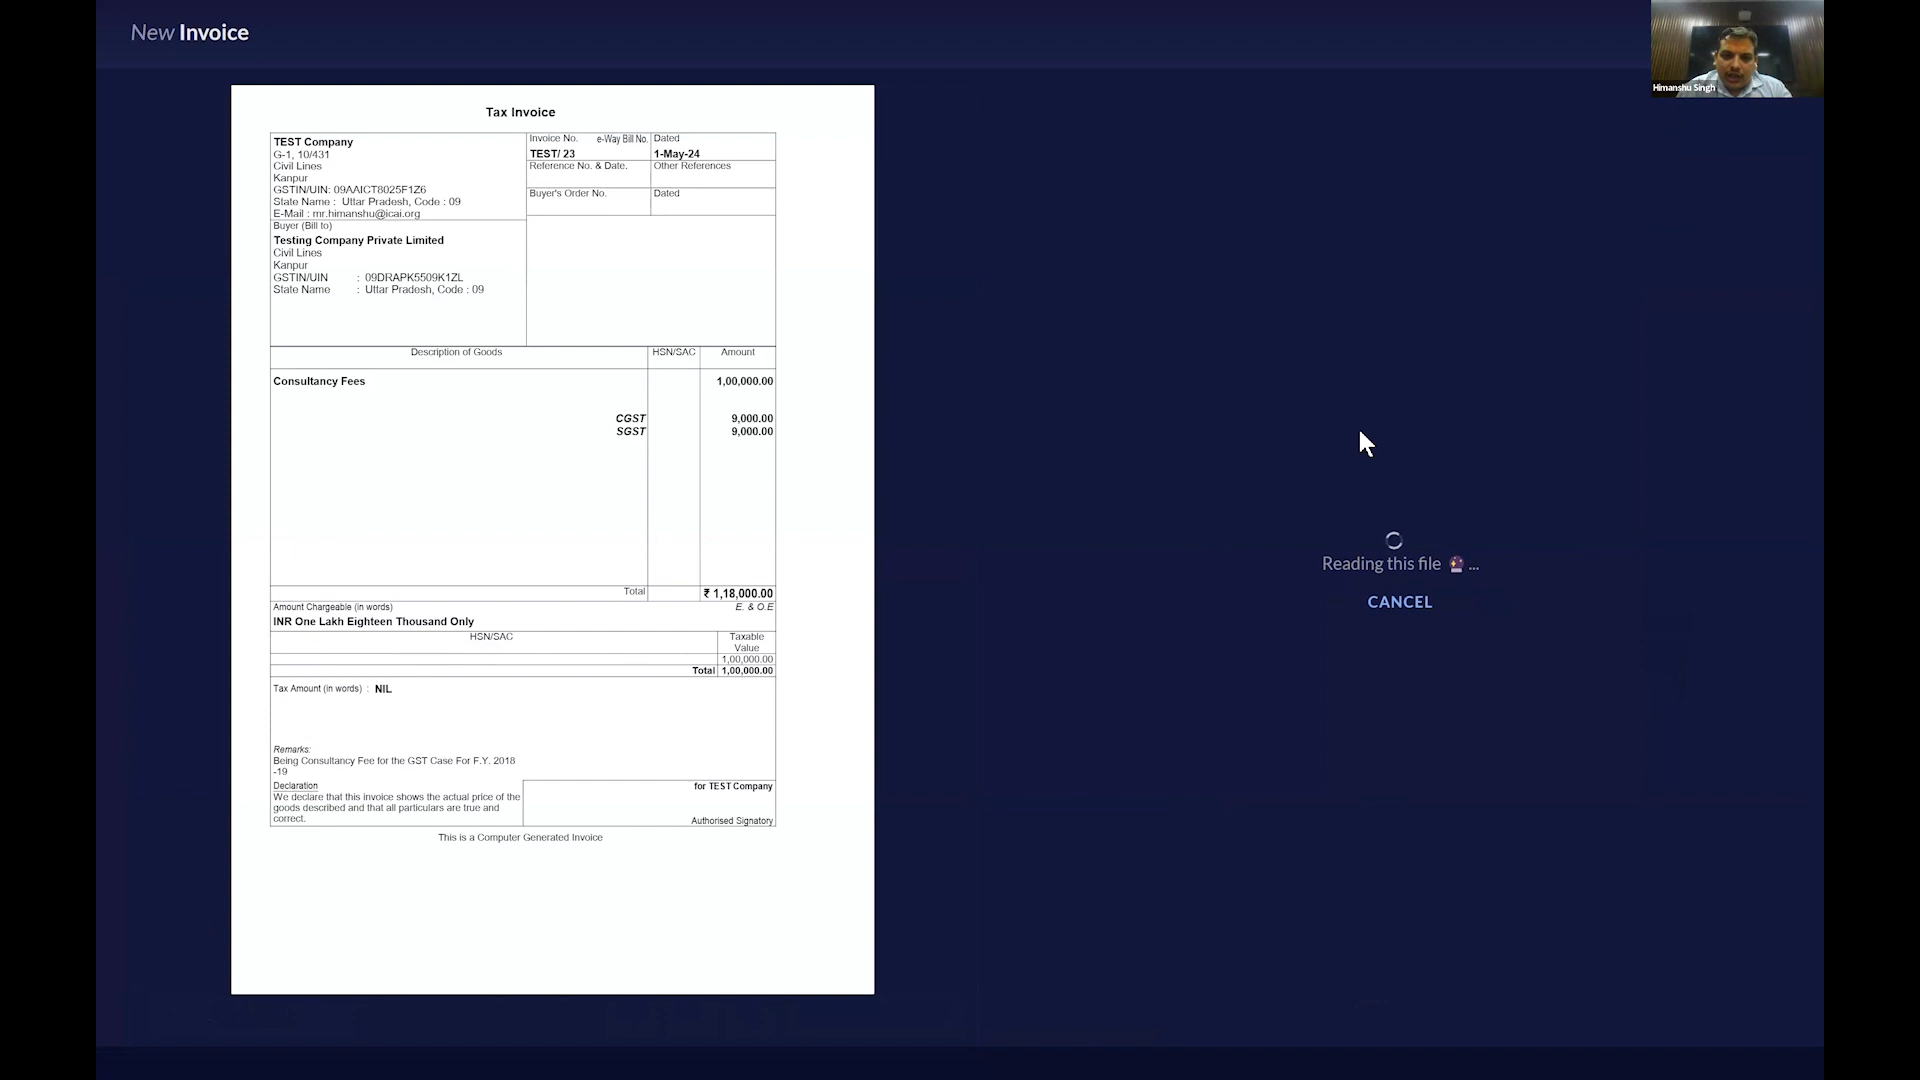 New Invoice
Himanshu Singh
Tax Invoice
TEST Company
G-1, 10/431
Civil Lines
Kanpur
GSTIN/UIN: 09AAICT8025F1Z6
State Name : Uttar Pradesh, Code : 09
E-Mail : mr.himanshu@icai.org
Invoice No. e-Way Bill No. Dated
TEST/ 23 1-May-24
Reference No. & Date. Other References
Buyer's Order No. Dated
Buyer (Bill to)
Testing Company Private Limited
Civil Lines
Kanpur
GSTIN/UIN : 09DRAPK5509K1ZL
State Name : Uttar Pradesh, Code : 09
Description of Goods HSN/SAC Amount
Consultancy Fees 1,00,000.00
CGST 9,000.00
SGST 9,000.00
Total ₹ 1,18,000.00
Amount Chargeable (in words) E. & O.E
INR One Lakh Eighteen Thousand Only
HSN/SAC Taxable
Value
1,00,000.00
Total 1,00,000.00
Tax Amount (in words) : NIL
Remarks:
Being Consultancy Fee for the GST Case For F.Y. 2018
-19
Declaration
We declare that this invoice shows the actual price of the
goods described and that all particulars are true and
correct.
for TEST Company
Authorised Signatory
This is a Computer Generated Invoice
Reading this file 🔮 ...
CANCEL